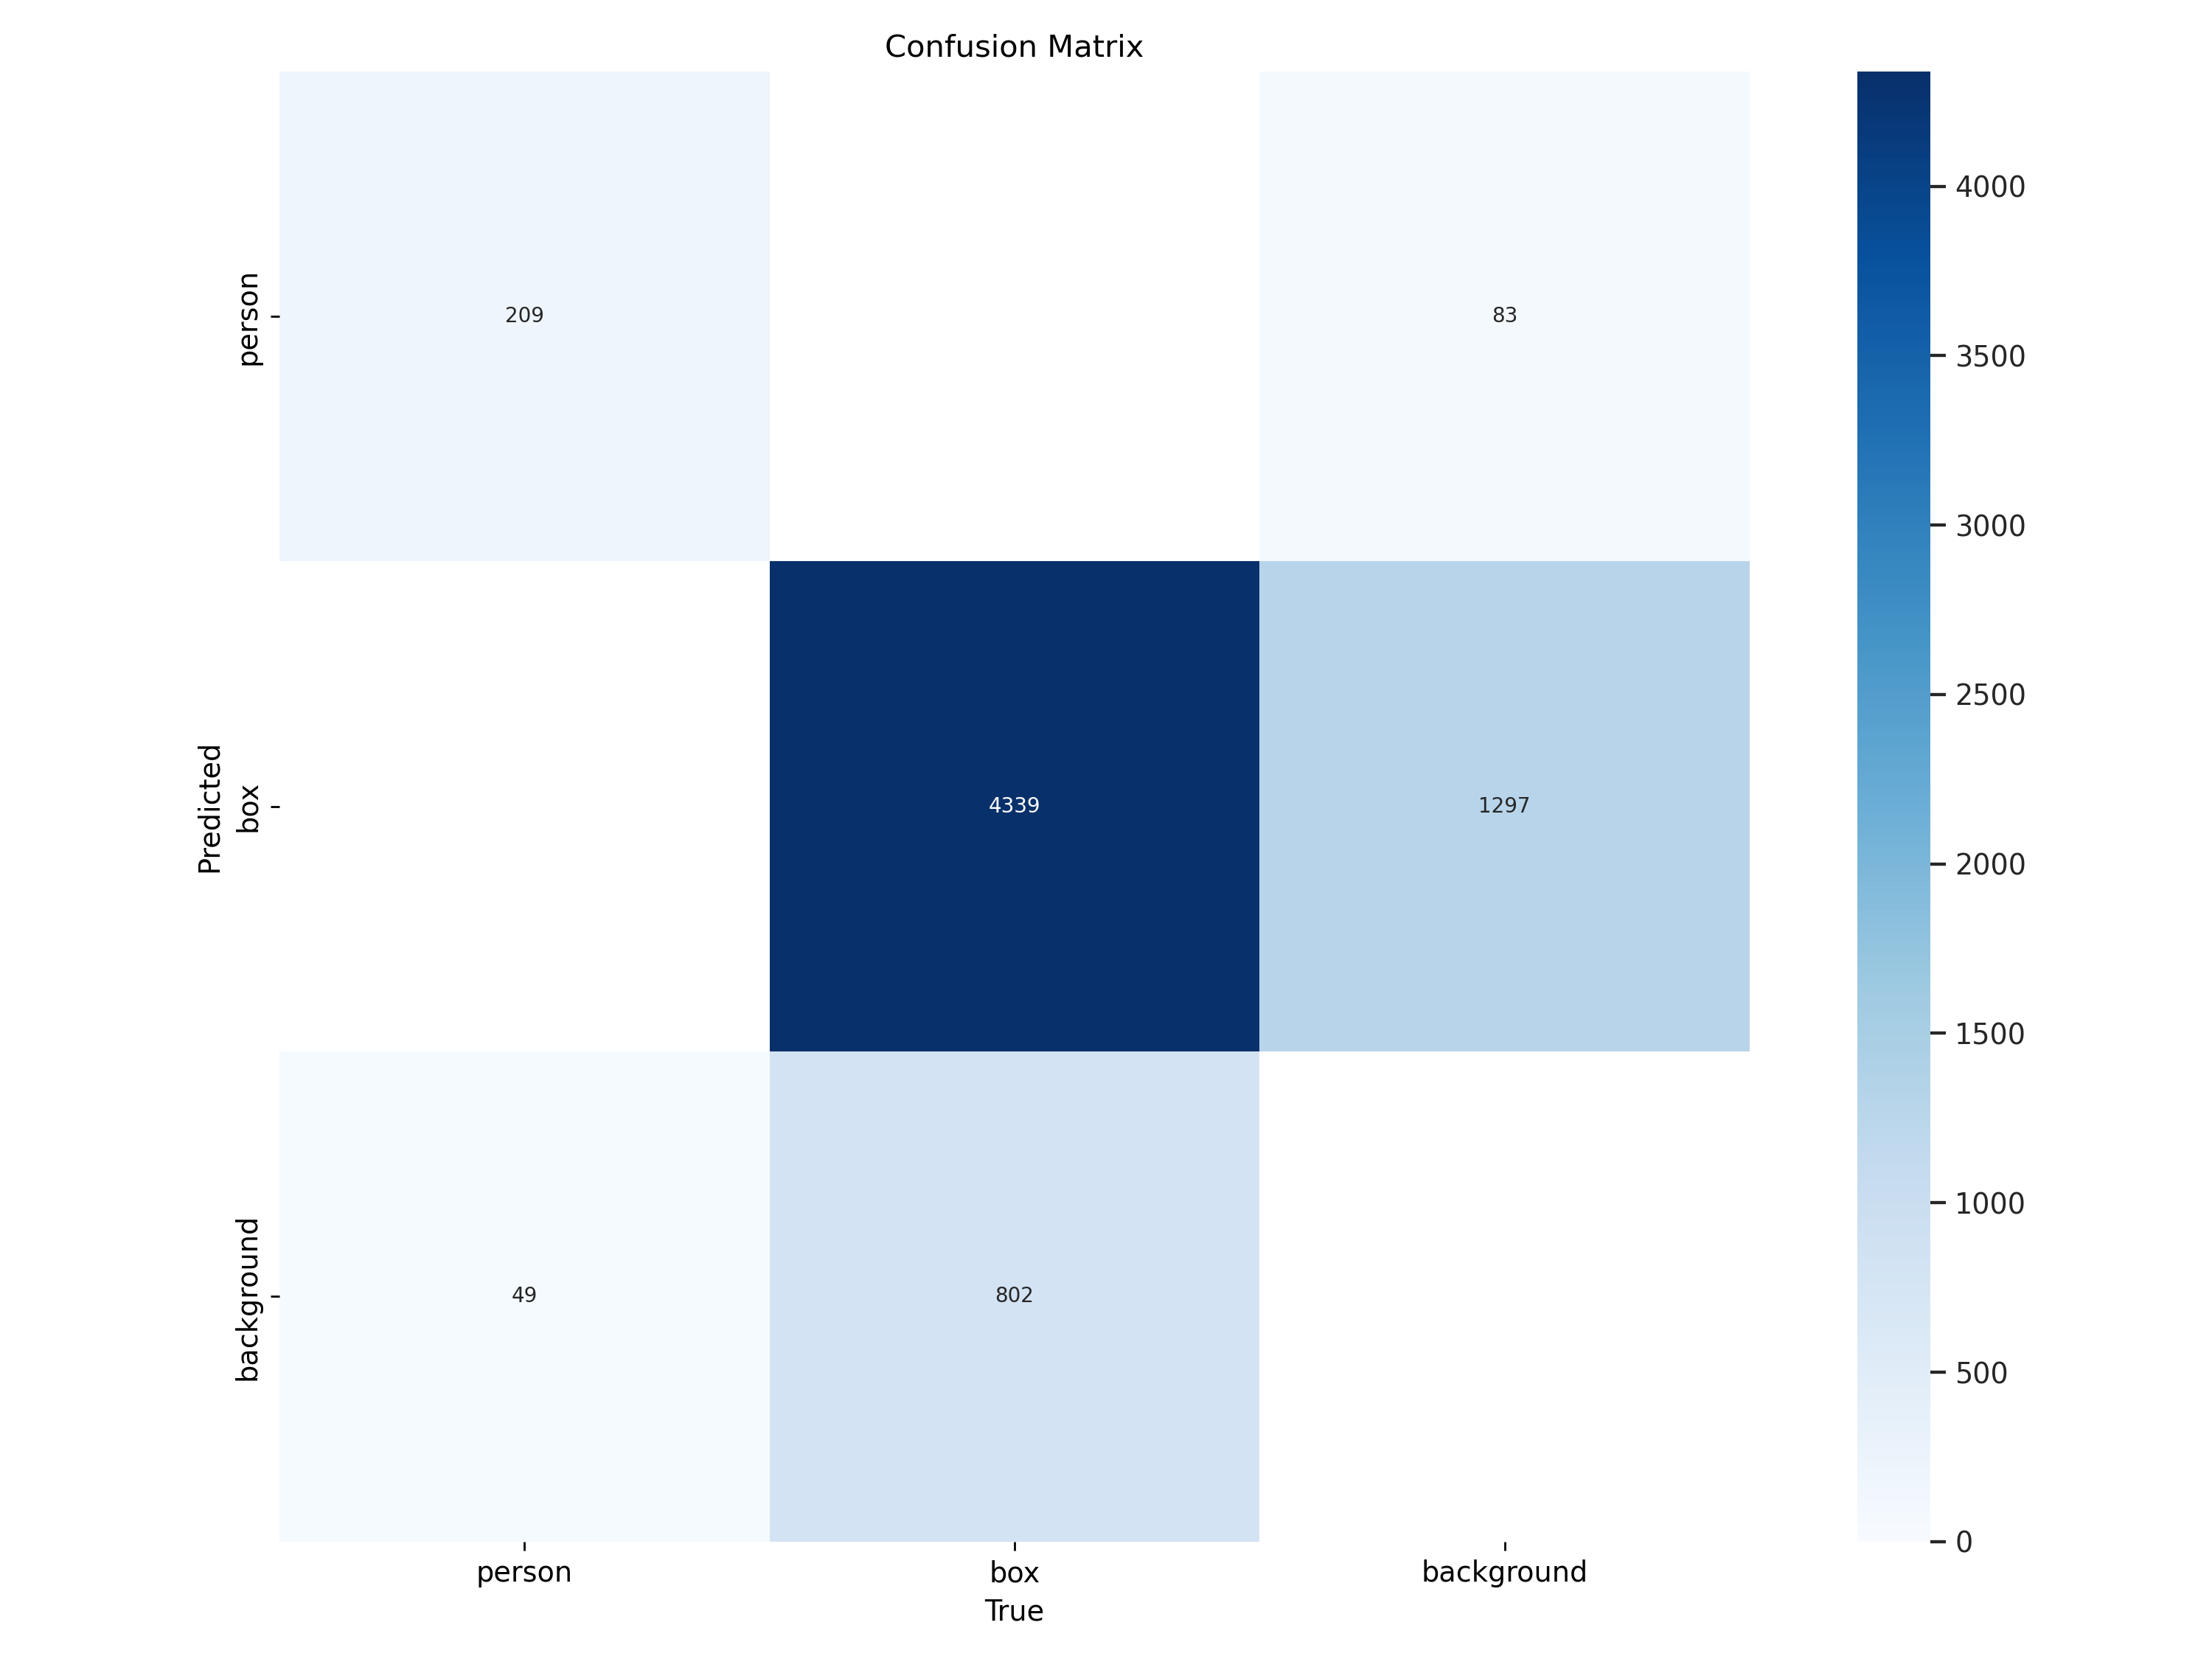 Confusion Matrix
person
209
83
4000
3500
3000
2500
Predicted
box
4339
1297
2000
1500
1000
background
49
802
500
0
person
box
background
True